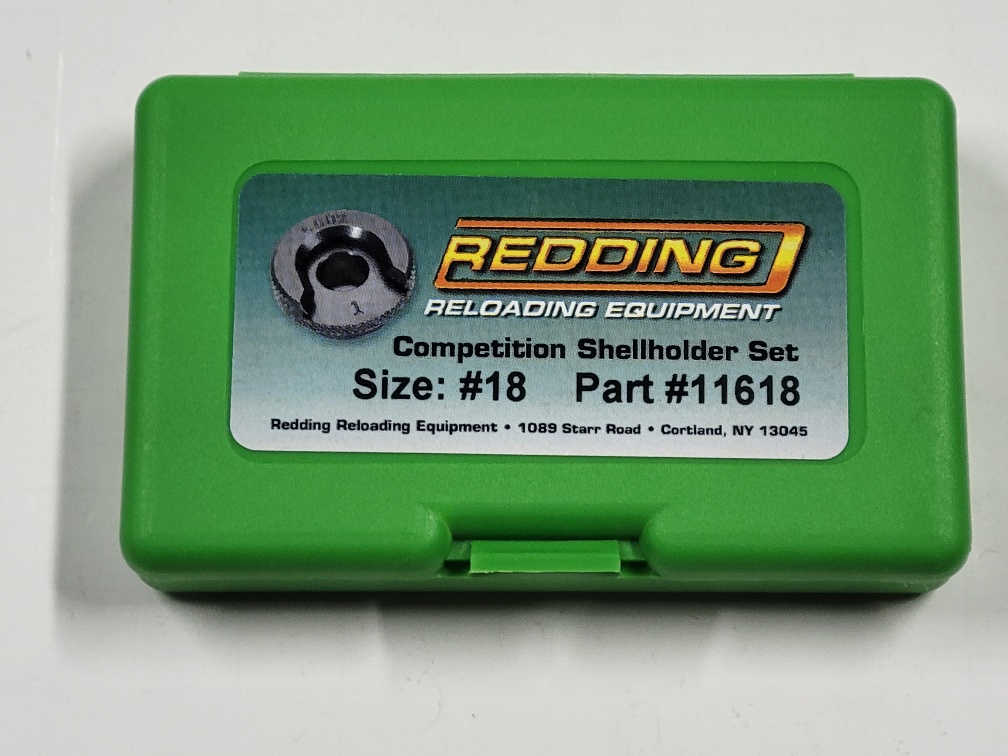 REDDING
RELOADING EQUIPMENT
Competition Shellholder Set
Size: #18 Part #11618
Redding Reloading Equipment • 1089 Starr Road • Cortland, NY 13045